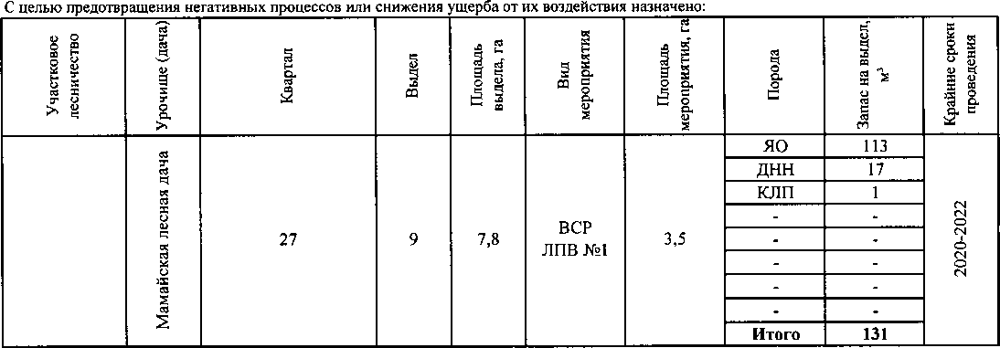 С целью предотвращения негативных процессов или снижения ущерба от их воздействия назначено:
Участковое
лесничество
Урочище (дача)
Квартал
Выдел
Площадь
выдела, га
Вид
мероприятия
Площадь
мероприятия, га
Порода
Запас на выдел,
м³
Крайние сроки
проведения
Мамайская лесная дача
27
9
7,8
ВСР
ЛПВ №1
3,5
ЯО 113
ДНН 17
КЛП 1
- -
- -
- -
- -
- -
Итого 131
2020-2022